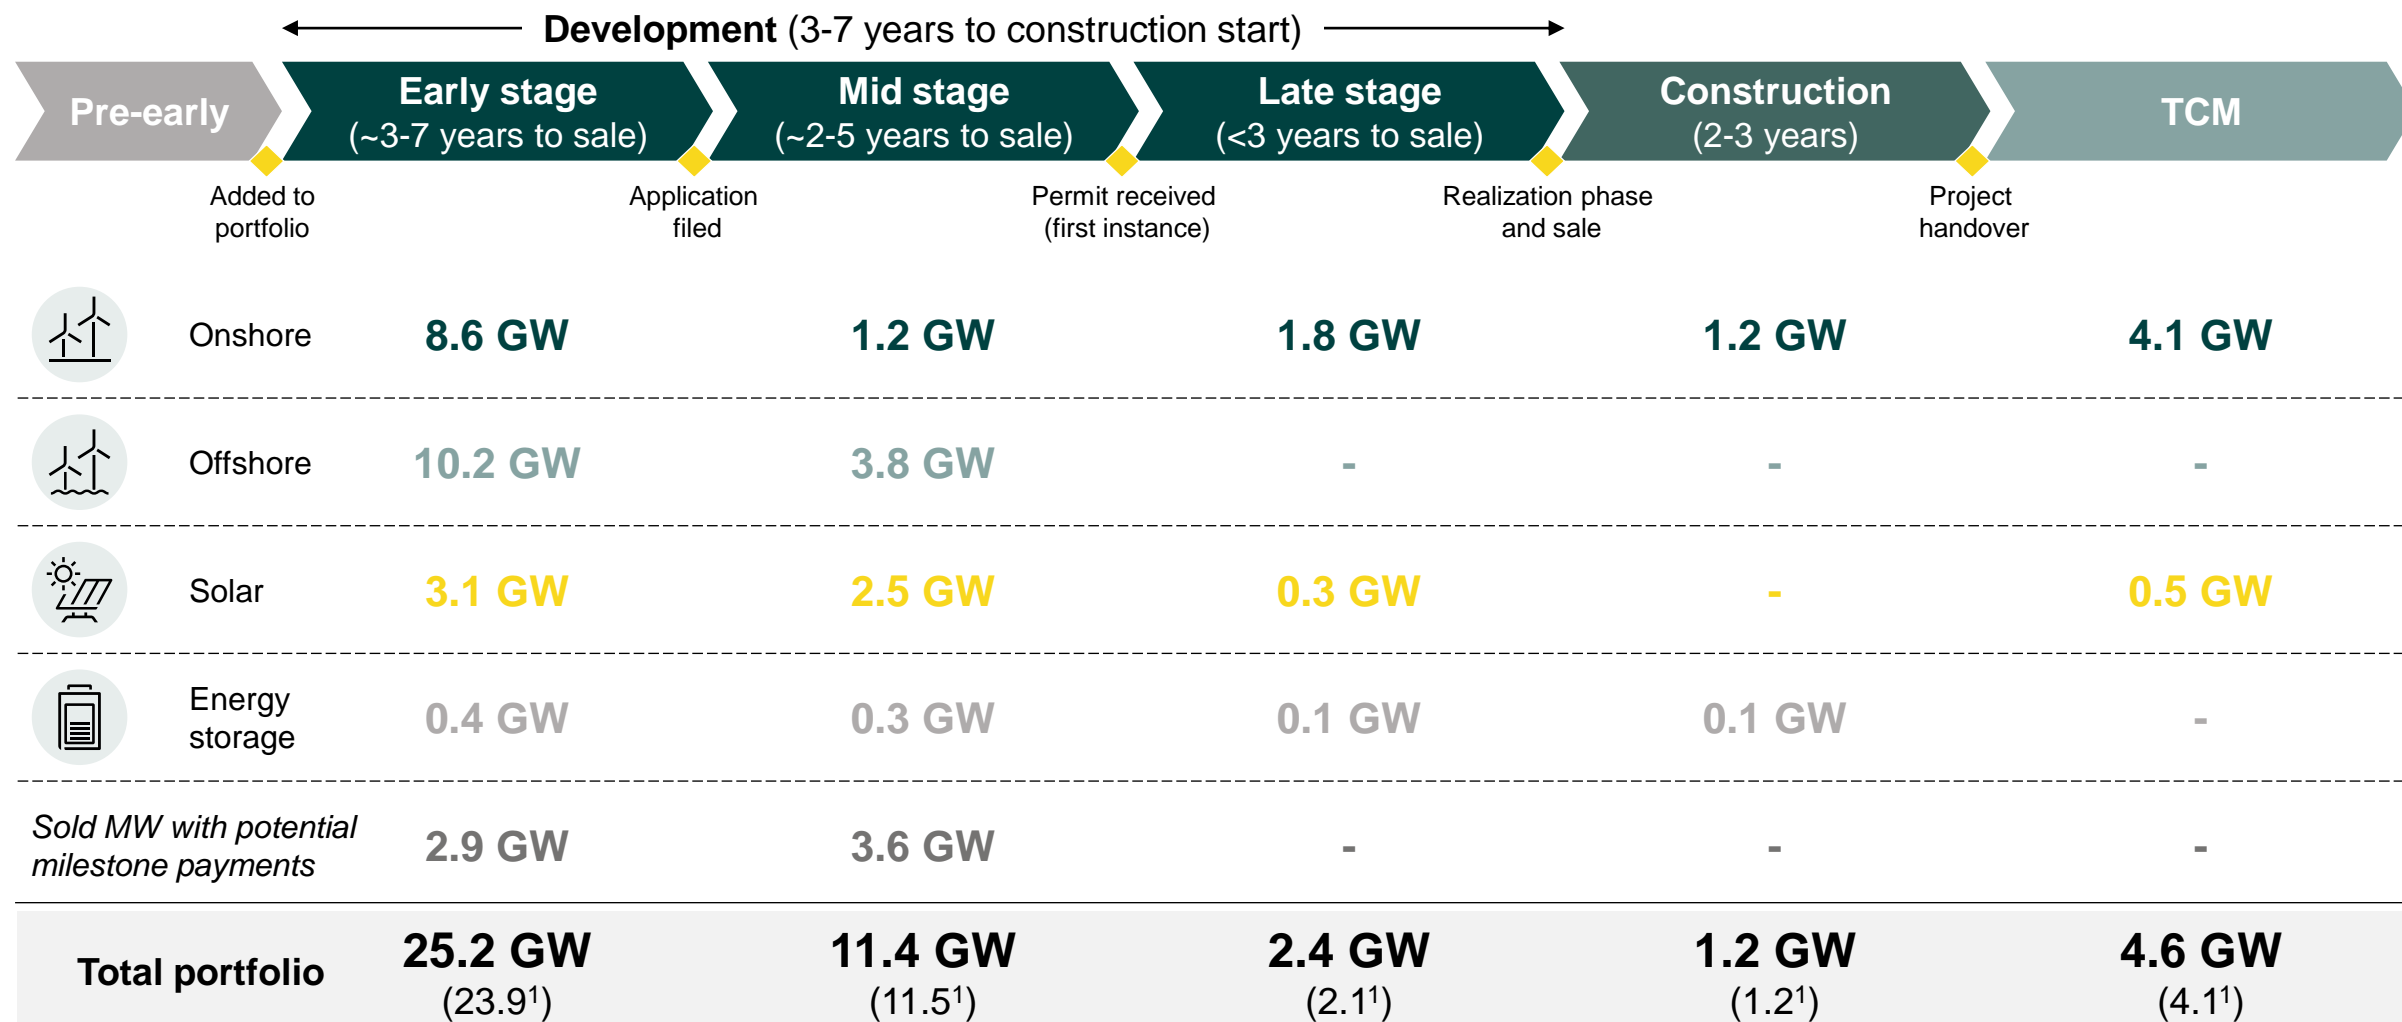 Development (3-7 years to construction start)
Pre-early
Early stage
(~3-7 years to sale)
Mid stage
(~2-5 years to sale)
Late stage
(<3 years to sale)
Construction
(2-3 years)
TCM
Added to
portfolio
Application
filed
Permit received
(first instance)
Realization phase
and sale
Project
handover
Onshore 8.6 GW 1.2 GW 1.8 GW 1.2 GW 4.1 GW
Offshore 10.2 GW 3.8 GW - - -
Solar 3.1 GW 2.5 GW 0.3 GW - 0.5 GW
Energy
storage
0.4 GW 0.3 GW 0.1 GW 0.1 GW -
Sold MW with potential
milestone payments
2.9 GW 3.6 GW - - -
Total portfolio
25.2 GW 11.4 GW 2.4 GW 1.2 GW 4.6 GW
(23.9¹) (11.5¹) (2.1¹) (1.2¹) (4.1¹)